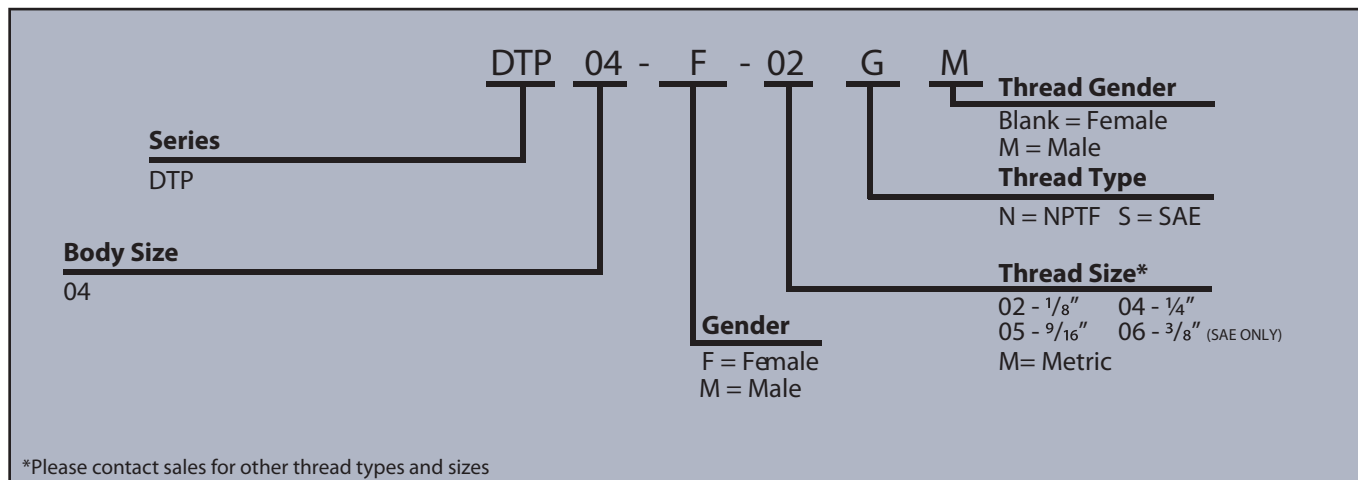 DTP 04 - F - 02 G M
Thread Gender
Blank = Female
M = Male
Series
DTP
Thread Type
N = NPTF S = SAE
Body Size
04
Thread Size*
02 - 1/8” 04 - ¼”
05 - 9/16” 06 - 3/8” (SAE ONLY)
M= Metric
Gender
F = Female
M = Male
*Please contact sales for other thread types and sizes